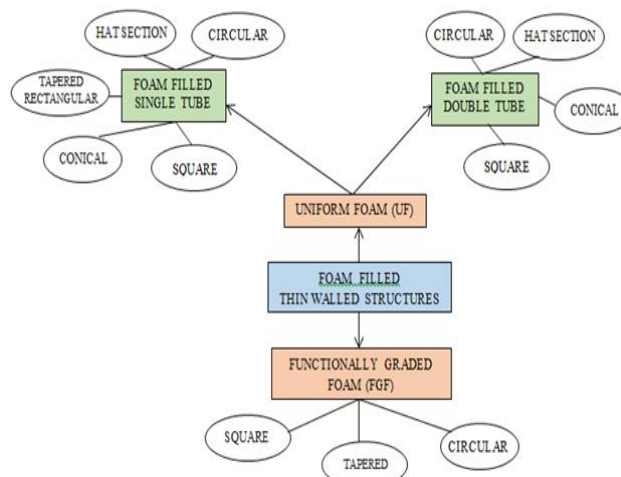 HAT SECTION
CIRCULAR
TAPERED
RECTANGULAR
FOAM FILLED
SINGLE TUBE
CONICAL
SQUARE
CIRCULAR
HAT SECTION
FOAM FILLED
DOUBLE TUBE
CONICAL
SQUARE
UNIFORM FOAM (UF)
FOAM FILLED
THIN WALLED STRUCTURES
FUNCTIONALLY GRADED
FOAM (FGF)
SQUARE
TAPERED
CIRCULAR